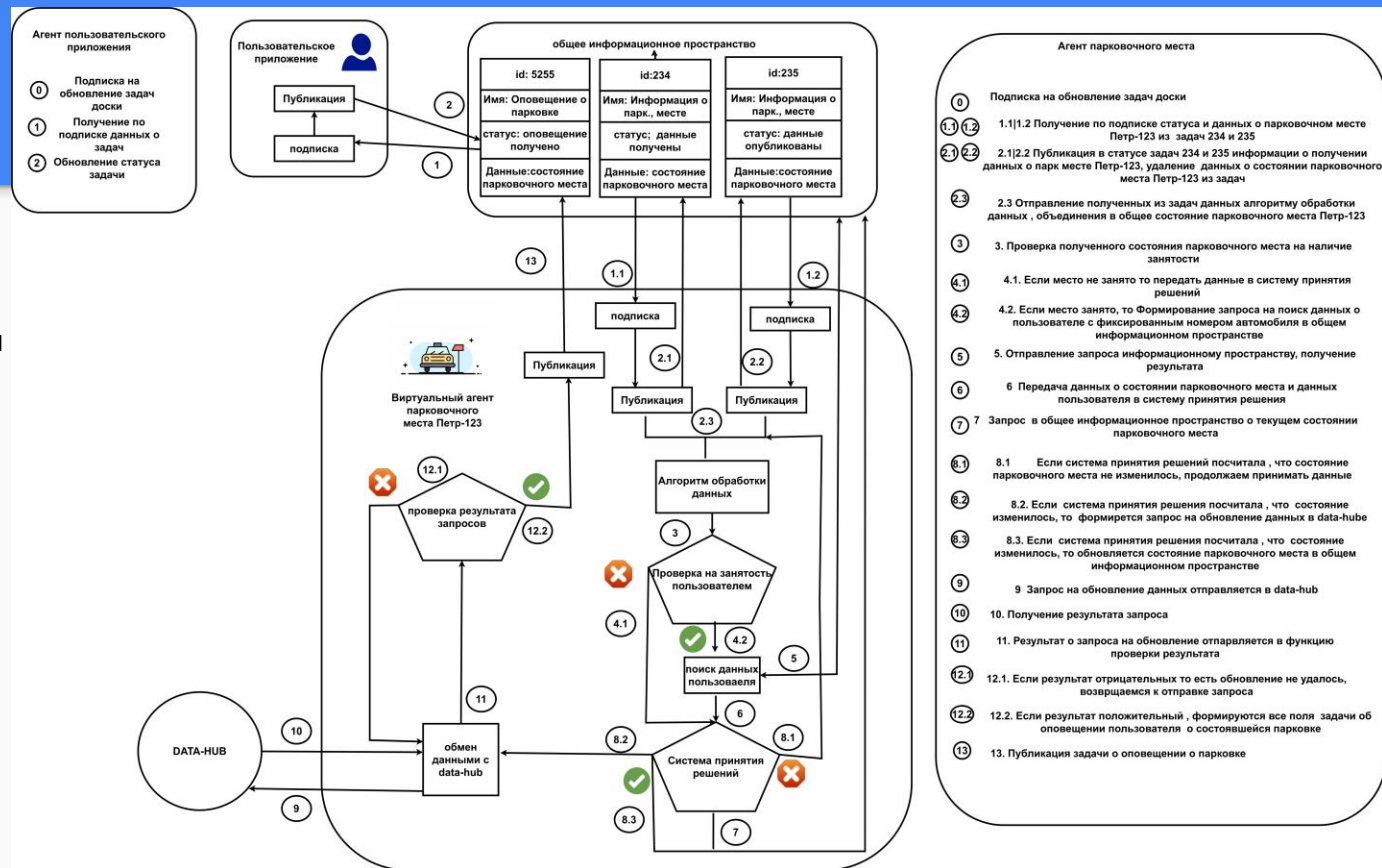 Агент пользовательского
приложения
0
Подписка на
обновление задач
доски
1
Получение по
подписке данных о
задач
2
Обновление статуса
задачи
Пользовательское
приложение
Публикация
подписка
2
1
общее информационное пространство
id: 5255
Имя: Оповещение о
парковке
статус: оповещение
получено
Данные:состояние
парковочного места
id:234
Имя: Информация о
парк., месте
статус; данные
получены
Данные: состояние
парковочного места
id:235
Имя: Информация о
парк., месте
статус: данные
опубликованы
Данные:состояние
парковочного места
13
1.1
1.2
подписка
подписка
2.1
2.2
Публикация
Публикация
Публикация
2.3
Виртуальный агент
парковочного
места Петр-123
12.1
проверка результата
запросов
12.2
Алгоритм обработки
данных
3
Проверка на занятость
пользователем
4.1
4.2
поиск данных
пользоваеля
5
6
Система принятия
решений
8.1
8.2
8.3
7
11
обмен
данными с
data-hub
DATA-HUB
10
9
Агент парковочного места
0
Подписка на обновление задач доски
1.1 1.2
1.1|1.2 Получение по подписке статуса и данных о парковочном месте
Петр-123 из задач 234 и 235
2.1 2.2
2.1|2.2 Публикация в статусе задач 234 и 235 информации о получении
данных о парк месте Петр-123, удаление данных о состоянии парковочного
места Петр-123 из задач
2.3
2.3 Отправление полученных из задач данных алгоритму обработки
данных , объединения в общее состояние парковочного места Петр-123
3
3. Проверка полученного состояния парковочного места на наличие
занятости
4.1
4.1. Если место не занято то передать данные в систему принятия
решений
4.2
4.2. Если место занято, то Формирование запроса на поиск данных о
пользователе с фиксированным номером автомобиля в общем
информационном пространстве
5
5. Отправление запроса информационному пространству, получение
результата
6
6 Передача данных о состоянии парковочного места и данных
пользователя в систему принятия решения
7
7 Запрос в общее информационное пространство о текущем состоянии
парковочного места
8.1
8.1 Если система принятия решений посчитала , что состояние
парковочного места не изменилось, продолжаем принимать данные
8.2
8.2. Если система принятия решения посчитала , что состояние
изменилось, то формирется запрос на обновление данных в data-hubе
8.3
8.3. Если система принятия решения посчитала , что состояние
изменилось, то обновляется состояние парковочного места в общем
информационном пространстве
9
9 Запрос на обновление данных отправляется в data-hub
10
10. Получение результата запроса
11
11. Результат о запроса на обновление отпарвляется в функцию
проверки результата
12.1
12.1. Если результат отрицательных то есть обновление не удалось,
возврщаемся к отправке запроса
12.2
12.2. Если результат положительный , формируются все поля задачи об
оповещении пользователя о состоявшейся парковке
13
13. Публикация задачи о оповещении о парковке